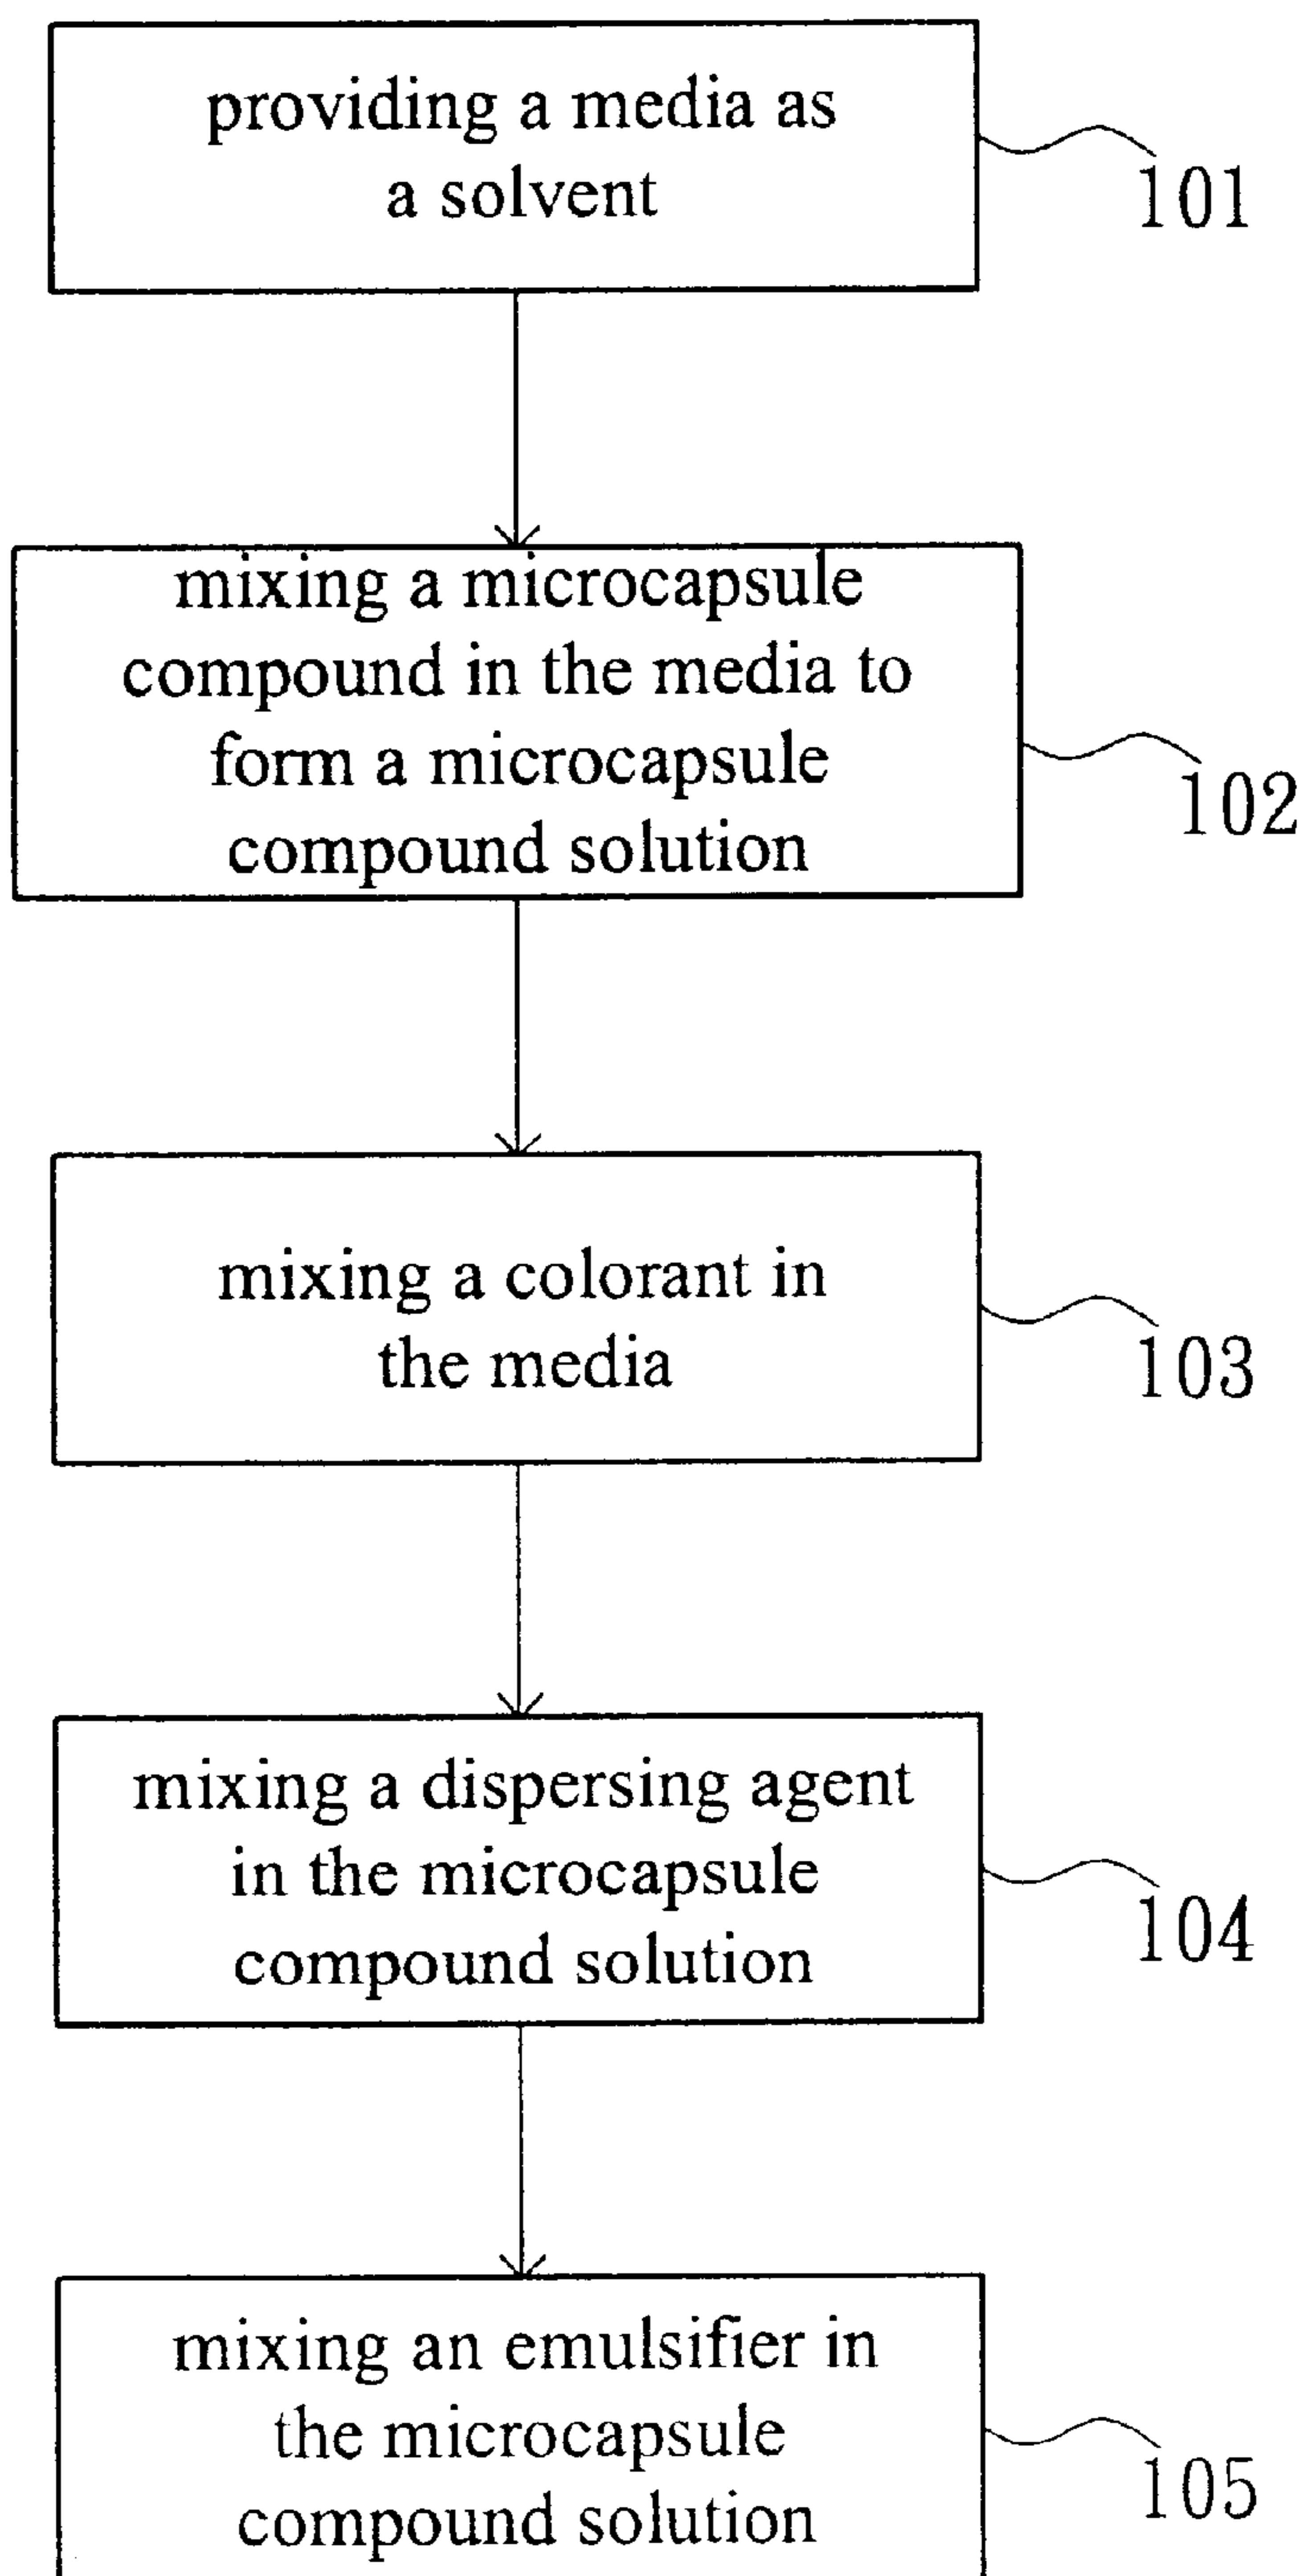 providing a media as
a solvent
101
mixing a microcapsule
compound in the media to
form a microcapsule
compound solution
102
mixing a colorant in
the media
103
mixing a dispersing agent
in the microcapsule
compound solution
104
mixing an emulsifier in
the microcapsule
compound solution
105